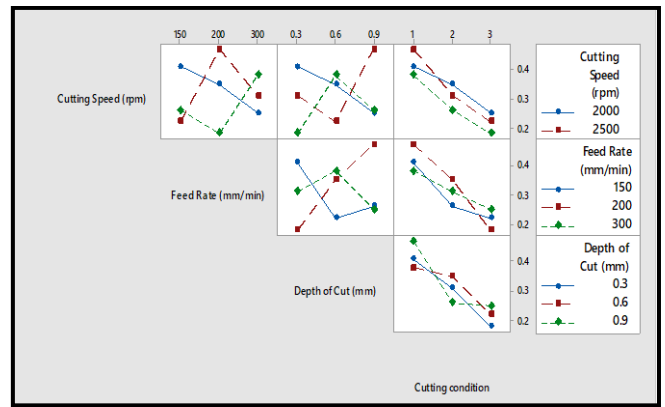 150 200 300 0.3 0.6 0.9 1 2 3
Cutting Speed (rpm)
0.4
0.3
0.2
Cutting
Speed
(rpm)
2000
2500
Feed Rate (mm/min)
0.4
0.3
0.2
Feed Rate
(mm/min)
150
200
300
Depth of Cut (mm)
0.4
0.3
0.2
Depth of
Cut (mm)
0.3
0.6
0.9
Cutting condition